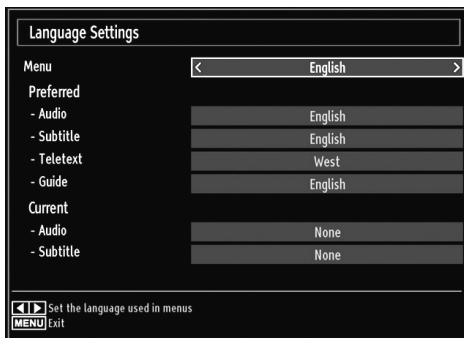 Language Settings
Menu < English >
Preferred
- Audio English
- Subtitle English
- Teletext West
- Guide English
Current
- Audio None
- Subtitle None
Set the language used in menus
MENU Exit